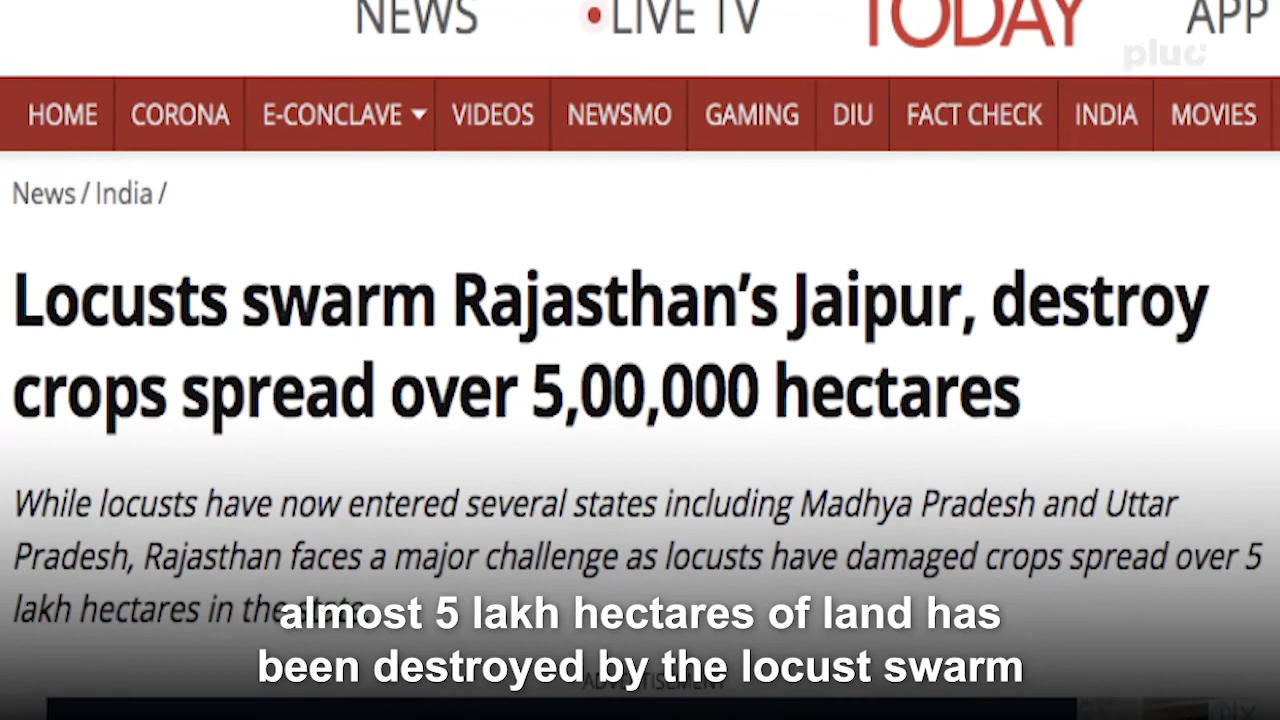 NEWS
LIVE TV
TODAY
APP
pluc
HOME
CORONA
E-CONCLAVE
VIDEOS
NEWSMO
GAMING
DIU
FACT CHECK
INDIA
MOVIES
News / India /
Locusts swarm Rajasthan's Jaipur, destroy
crops spread over 5,00,000 hectares
While locusts have now entered several states including Madhya Pradesh and Uttar
Pradesh, Rajasthan faces a major challenge as locusts have damaged crops spread over 5
lakh hectares in the state.
almost 5 lakh hectares of land has
been destroyed by the locust swarm
ADVERTISEMENT